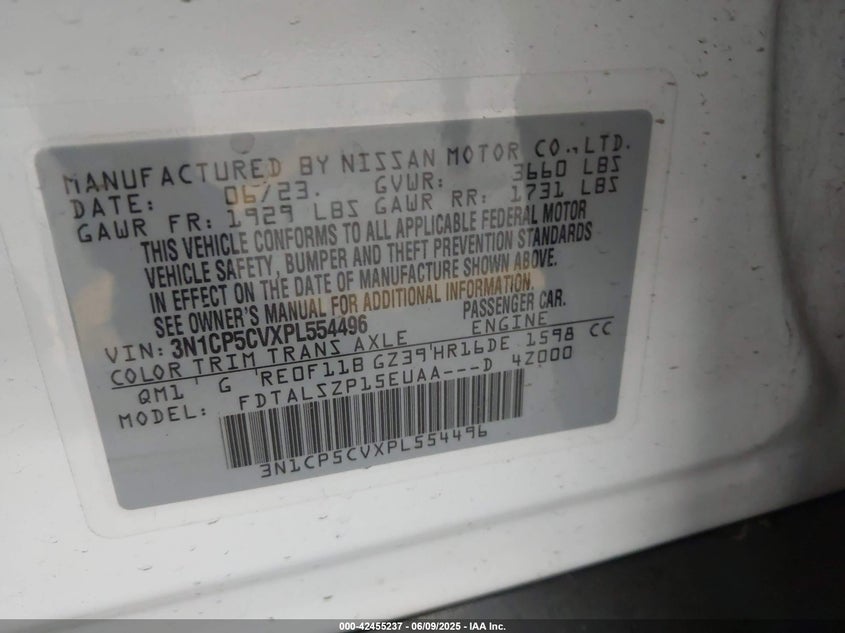 MANUFACTURED BY NISSAN MOTOR CO.,LTD.
DATE: 06/23. GVWR: 3660 LBS
GAWR FR: 1929 LBS GAWR RR: 1731 LBS
THIS VEHICLE CONFORMS TO ALL APPLICABLE FEDERAL MOTOR
VEHICLE SAFETY, BUMPER AND THEFT PREVENTION STANDARDS
IN EFFECT ON THE DATE OF MANUFACTURE SHOWN ABOVE.
SEE OWNER'S MANUAL FOR ADDITIONAL INFORMATION.
VIN: 3N1CP5CVXPL554496 PASSENGER CAR.
COLOR TRIM TRANS AXLE ENGINE
QM1 G RE0F11B GZ39 HR16DE 1598 CC
MODEL: FDTALSZP15EUAA---D 4Z000
3N1CP5CVXPL554496
000-42455237 - 06/09/2025 - IAA Inc.